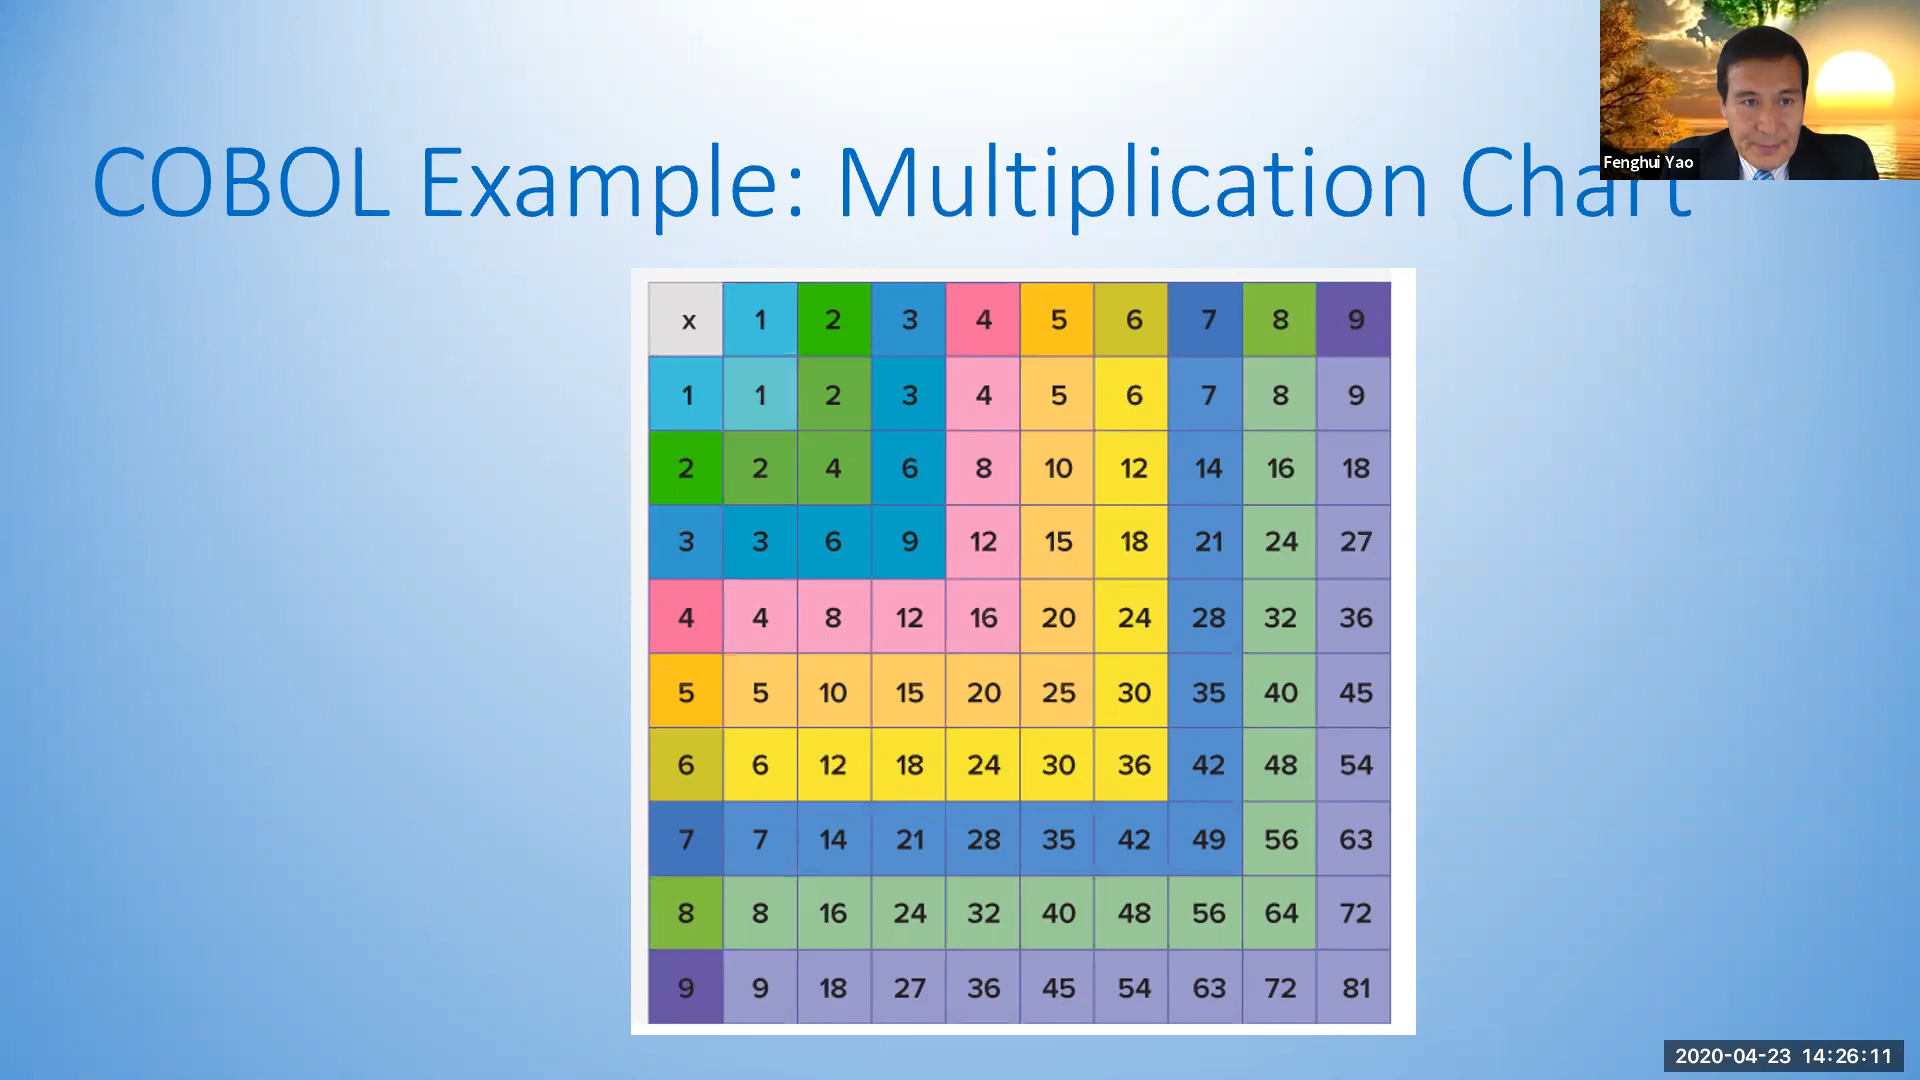 COBOL Example: Multiplication Chart
Fenghui Yao
x 1 2 3 4 5 6 7 8 9
1 1 2 3 4 5 6 7 8 9
2 2 4 6 8 10 12 14 16 18
3 3 6 9 12 15 18 21 24 27
4 4 8 12 16 20 24 28 32 36
5 5 10 15 20 25 30 35 40 45
6 6 12 18 24 30 36 42 48 54
7 7 14 21 28 35 42 49 56 63
8 8 16 24 32 40 48 56 64 72
9 9 18 27 36 45 54 63 72 81
2020-04-23 14:26:11